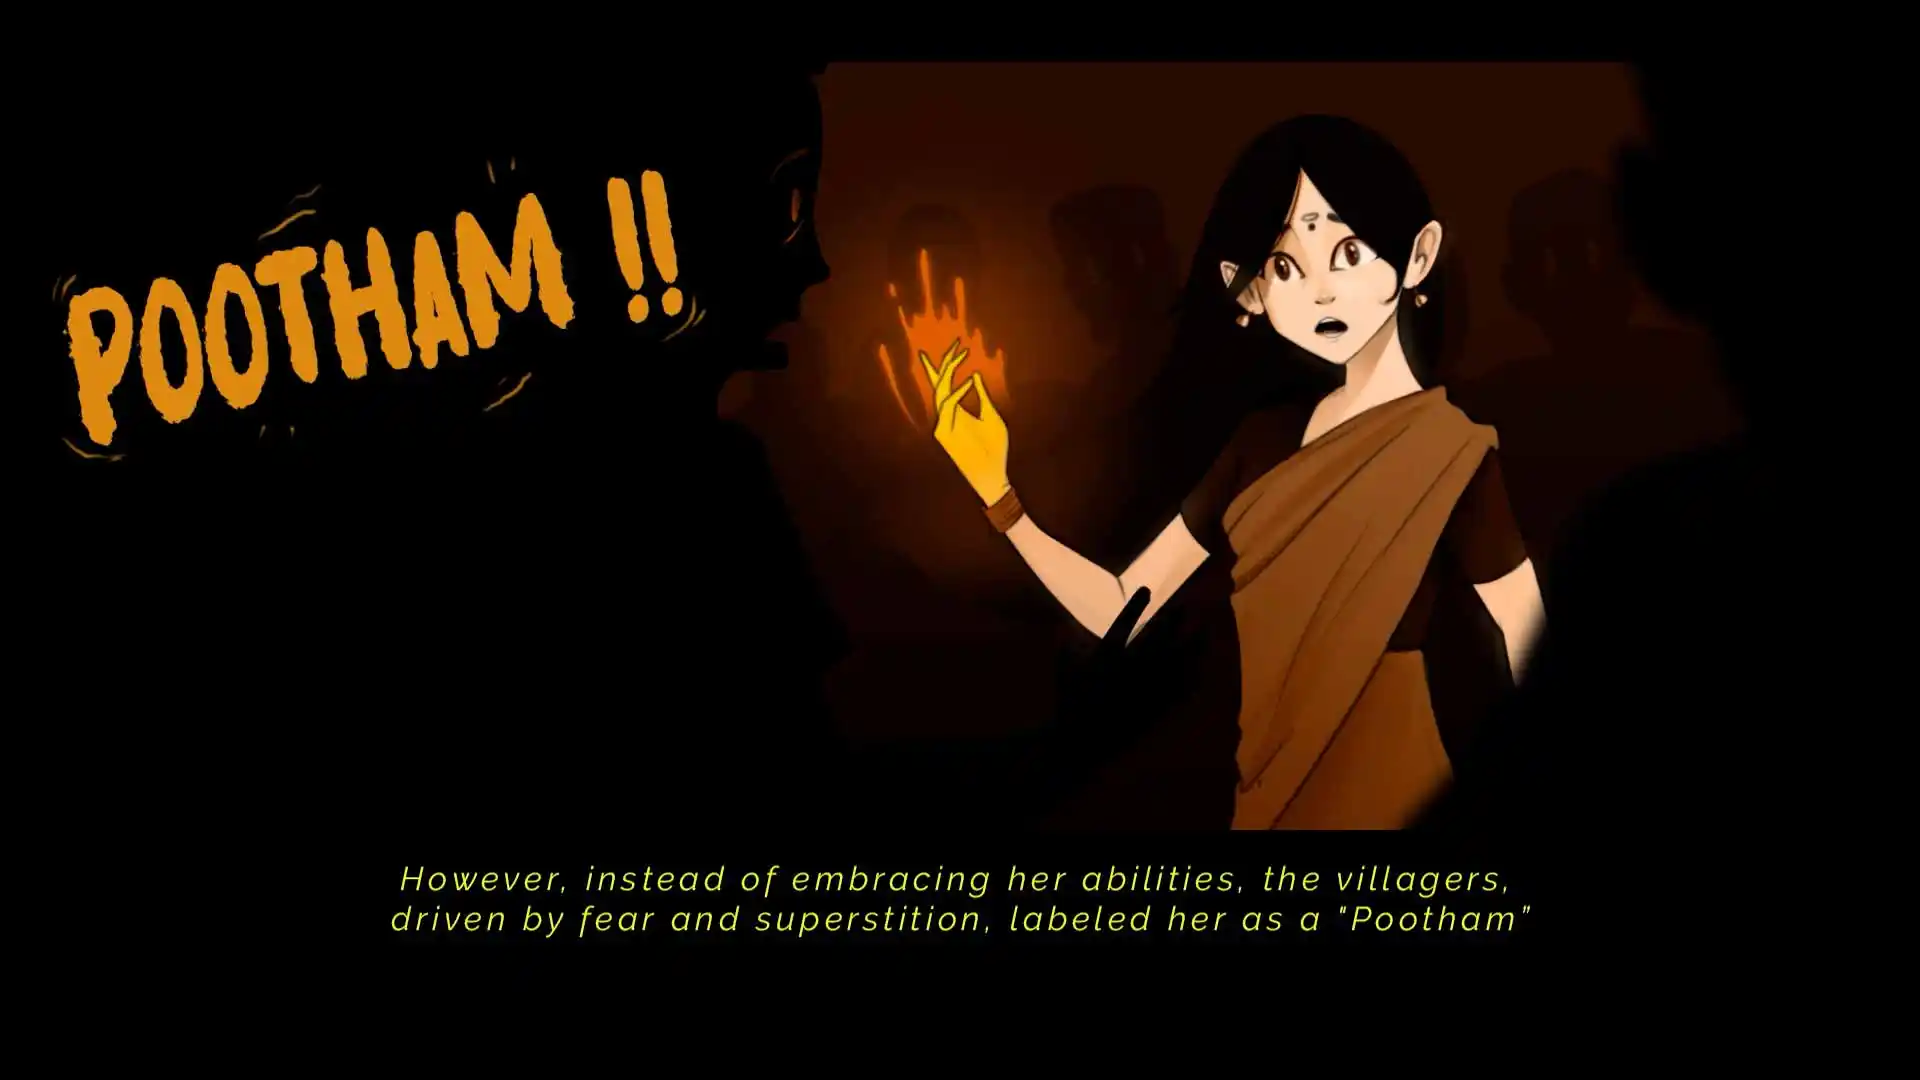 POOTHAM !!
However, instead of embracing her abilities, the villagers,
driven by fear and superstition, labeled her as a "Pootham"